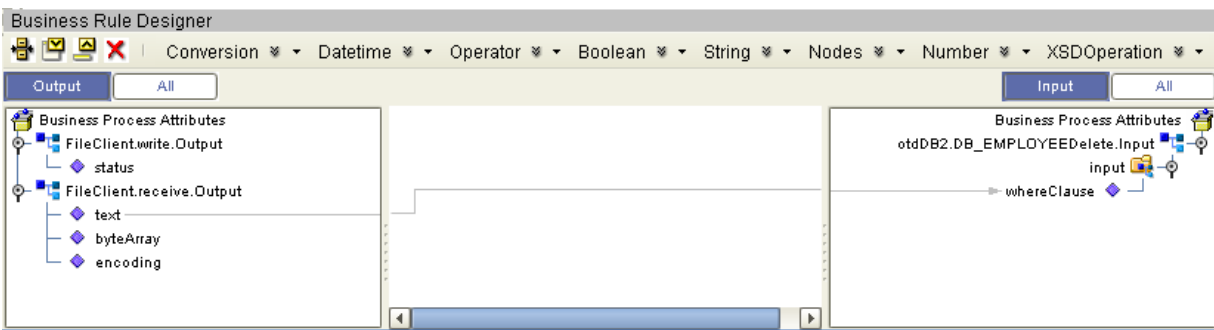 Business Rule Designer
Conversion Datetime Operator Boolean String Nodes Number XSDOperation
Output All Input All
Business Process Attributes Business Process Attributes
FileClient.write.Output otdDB2.DB_EMPLOYEEDelete.Input
status input
FileClient.receive.Output whereClause
text
byteArray
encoding